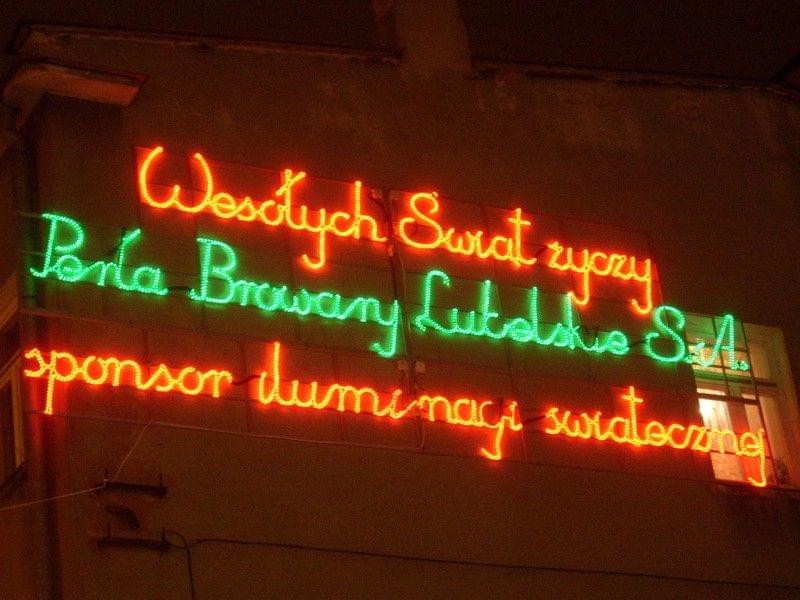 Wesołych Świąt życzy
Perła Browary Lubelskie S.A.
sponsor iluminacji świątecznej